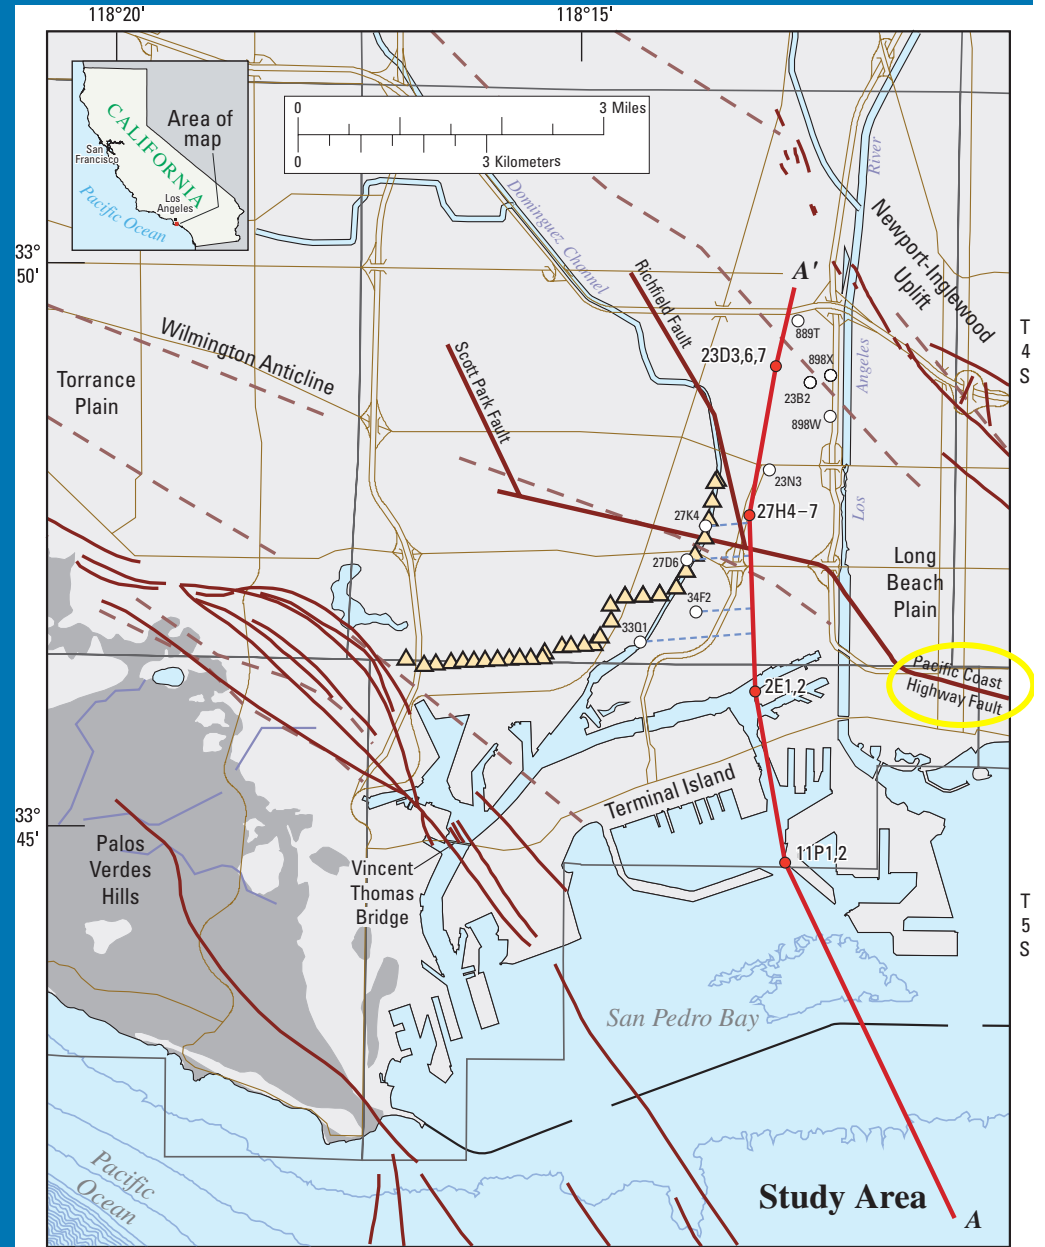 118°20'
118°15'
CALIFORNIA
Area of
map
San
Francisco
Los
Angeles
Pacific Ocean
0
3 Miles
0
3 Kilometers
River
Dominguez Channel
Newport-Inglewood
Uplift
33°
50'
Richfield Fault
A'
889T
T
4
S
Wilmington Anticline
Scott Park Fault
23D3,6,7
898X
Angeles
Torrance
Plain
23B2
898W
23N3
27K4
27H4–7
Los
27D6
Long
Beach
Plain
34F2
33Q1
Pacific Coast
Highway Fault
2E1,2
Terminal Island
33°
45'
Palos
Verdes
Hills
Vincent
Thomas
Bridge
11P1,2
T
5
S
San Pedro Bay
Pacific
Ocean
Study Area
A